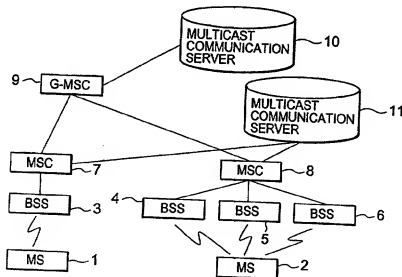 MULTICAST
COMMUNICATION
SERVER
10
9
G-MSC
MULTICAST
COMMUNICATION
SERVER
11
MSC
7
MSC
8
BSS
3
4
BSS
BSS
5
BSS
6
MS
1
MS
2